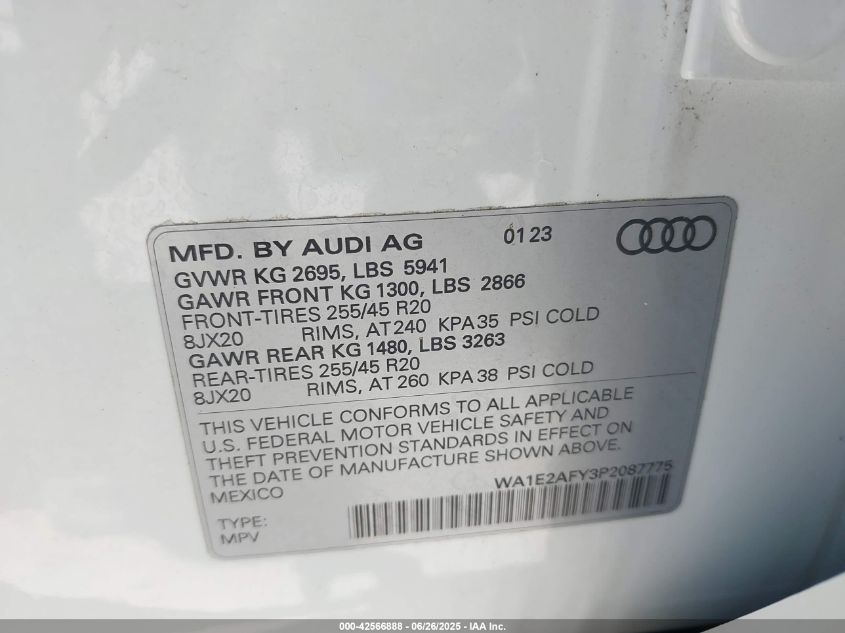 MFD. BY AUDI AG 01 23
GVWR KG 2695, LBS 5941
GAWR FRONT KG 1300, LBS 2866
FRONT-TIRES 255/45 R20
8JX20 RIMS, AT 240 KPA 35 PSI COLD
GAWR REAR KG 1480, LBS 3263
REAR-TIRES 255/45 R20
8JX20 RIMS, AT 260 KPA 38 PSI COLD
THIS VEHICLE CONFORMS TO ALL APPLICABLE
U.S. FEDERAL MOTOR VEHICLE SAFETY AND
THEFT PREVENTION STANDARDS IN EFFECT ON
THE DATE OF MANUFACTURE SHOWN ABOVE.
MEXICO WA1E2AFY3P2087775
TYPE:
MPV
000-42566888 - 06/26/2025 - IAA Inc.